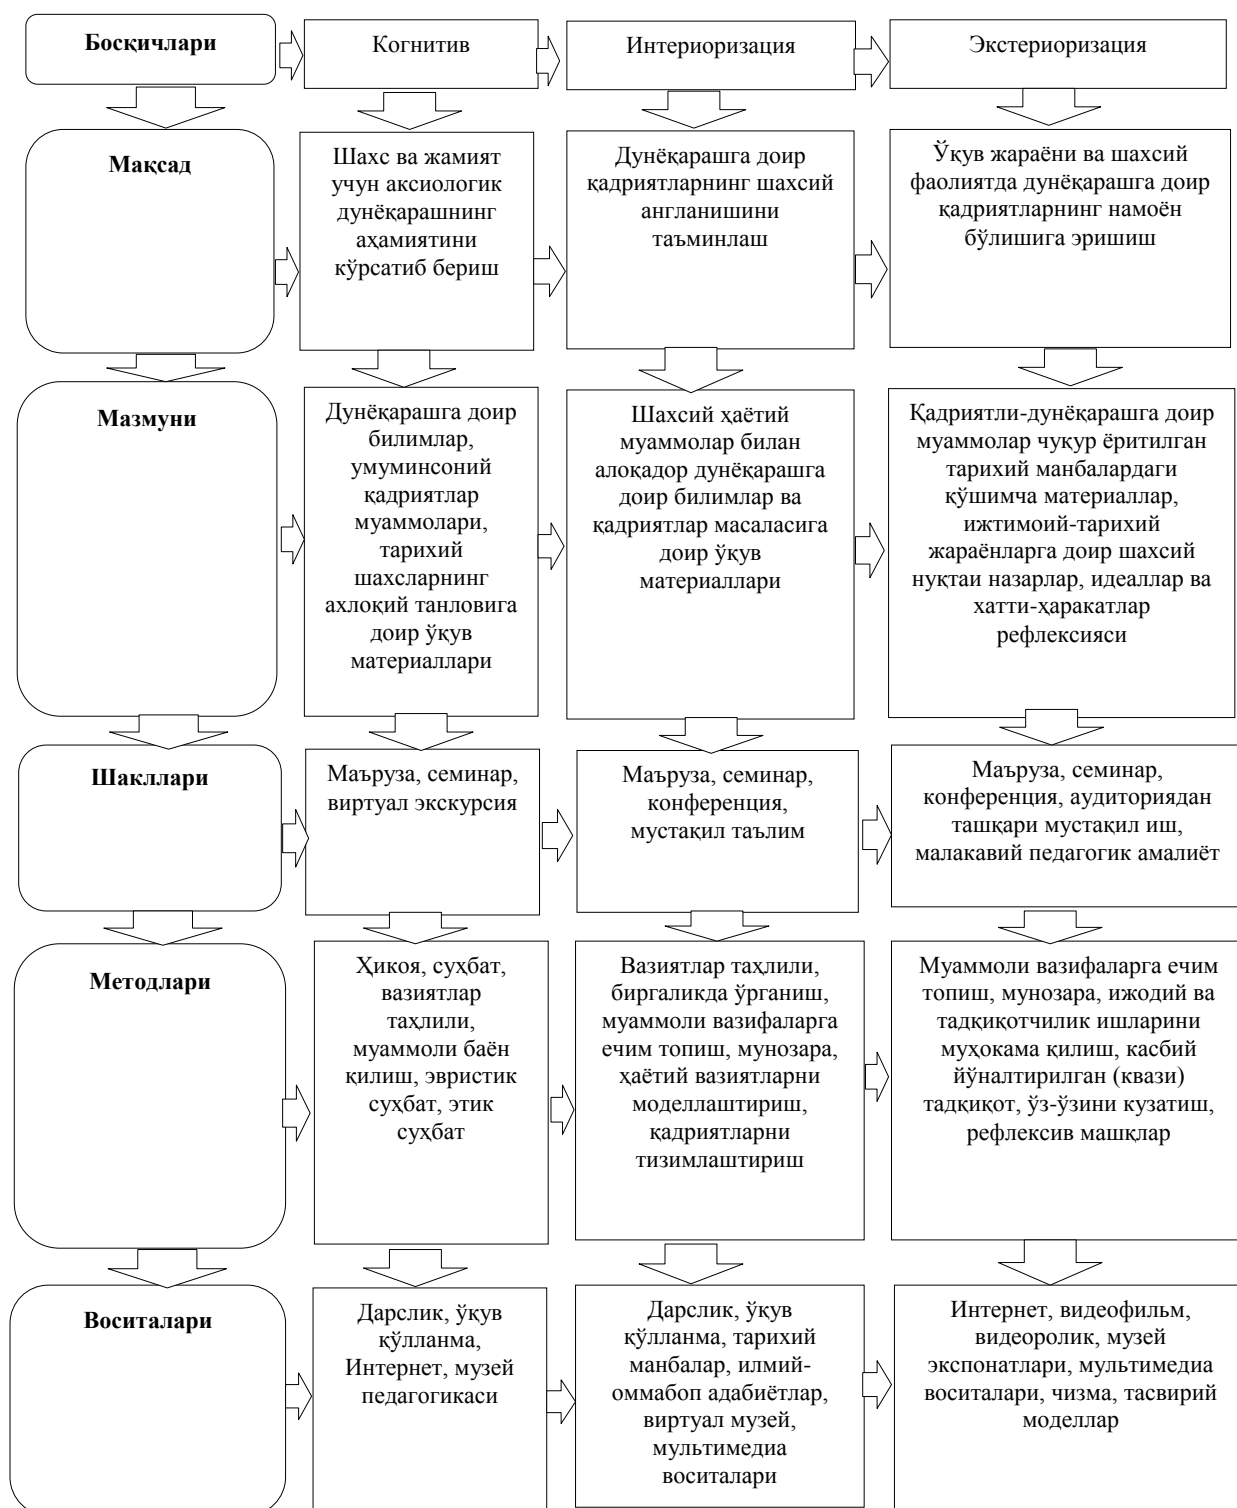 Босқичлари
Когнитив
Интериоризация
Экстериоризация
Мақсад
Шахс ва жамият
учун аксиологик
дунёқарашнинг
аҳамиятини
кўрсатиб бериш
Дунёқарашга доир
қадриятларнинг шахсий
англанишини
таъминлаш
Ўқув жараёни ва шахсий
фаолиятда дунёқарашга доир
қадриятларнинг намоён
бўлишига эришиш
Мазмуни
Дунёқарашга доир
билимлар,
умуминсоний
қадриятлар
муаммолари,
тарихий
шахсларнинг
ахлоқий танловига
доир ўқув
материаллари
Шахсий ҳаётий
муаммолар билан
алоқадор дунёқарашга
доир билимлар ва
қадриятлар масаласига
доир ўқув
материаллари
Қадриятли-дунёқарашга доир
муаммолар чуқур ёритилган
тарихий манбалардаги
қўшимча материаллар,
ижтимоий-тарихий
жараёнларга доир шахсий
нуқтаи назарлар, идеаллар ва
хатти-ҳаракатлар
рефлексияси
Шакллари
Маъруза, семинар,
виртуал экскурсия
Маъруза, семинар,
конференция,
мустақил таълим
Маъруза, семинар,
конференция, аудиториядан
ташқари мустақил иш,
малакавий педагогик амалиёт
Методлари
Ҳикоя, суҳбат,
вазиятлар
таҳлили,
муаммоли баён
қилиш, эвристик
суҳбат, этик
суҳбат
Вазиятлар таҳлили,
биргаликда ўрганиш,
муаммоли вазифаларга
ечим топиш, мунозара,
ҳаётий вазиятларни
моделлаштириш,
қадриятларни
тизимлаштириш
Муаммоли вазифаларга ечим
топиш, мунозара, ижодий ва
тадқиқотчилик ишларини
муҳокама қилиш, касбий
йўналтирилган (квази)
тадқиқот, ўз-ўзини кузатиш,
рефлексив машқлар
Воситалари
Дарслик, ўқув
қўлланма,
Интернет, музей
педагогикаси
Дарслик, ўқув
қўлланма, тарихий
манбалар, илмий-
оммабоп адабиётлар,
виртуал музей,
мультимедиа
воситалари
Интернет, видеофильм,
видеоролик, музей
экспонатлари, мультимедиа
воситалари, чизма, тасвирий
моделлар